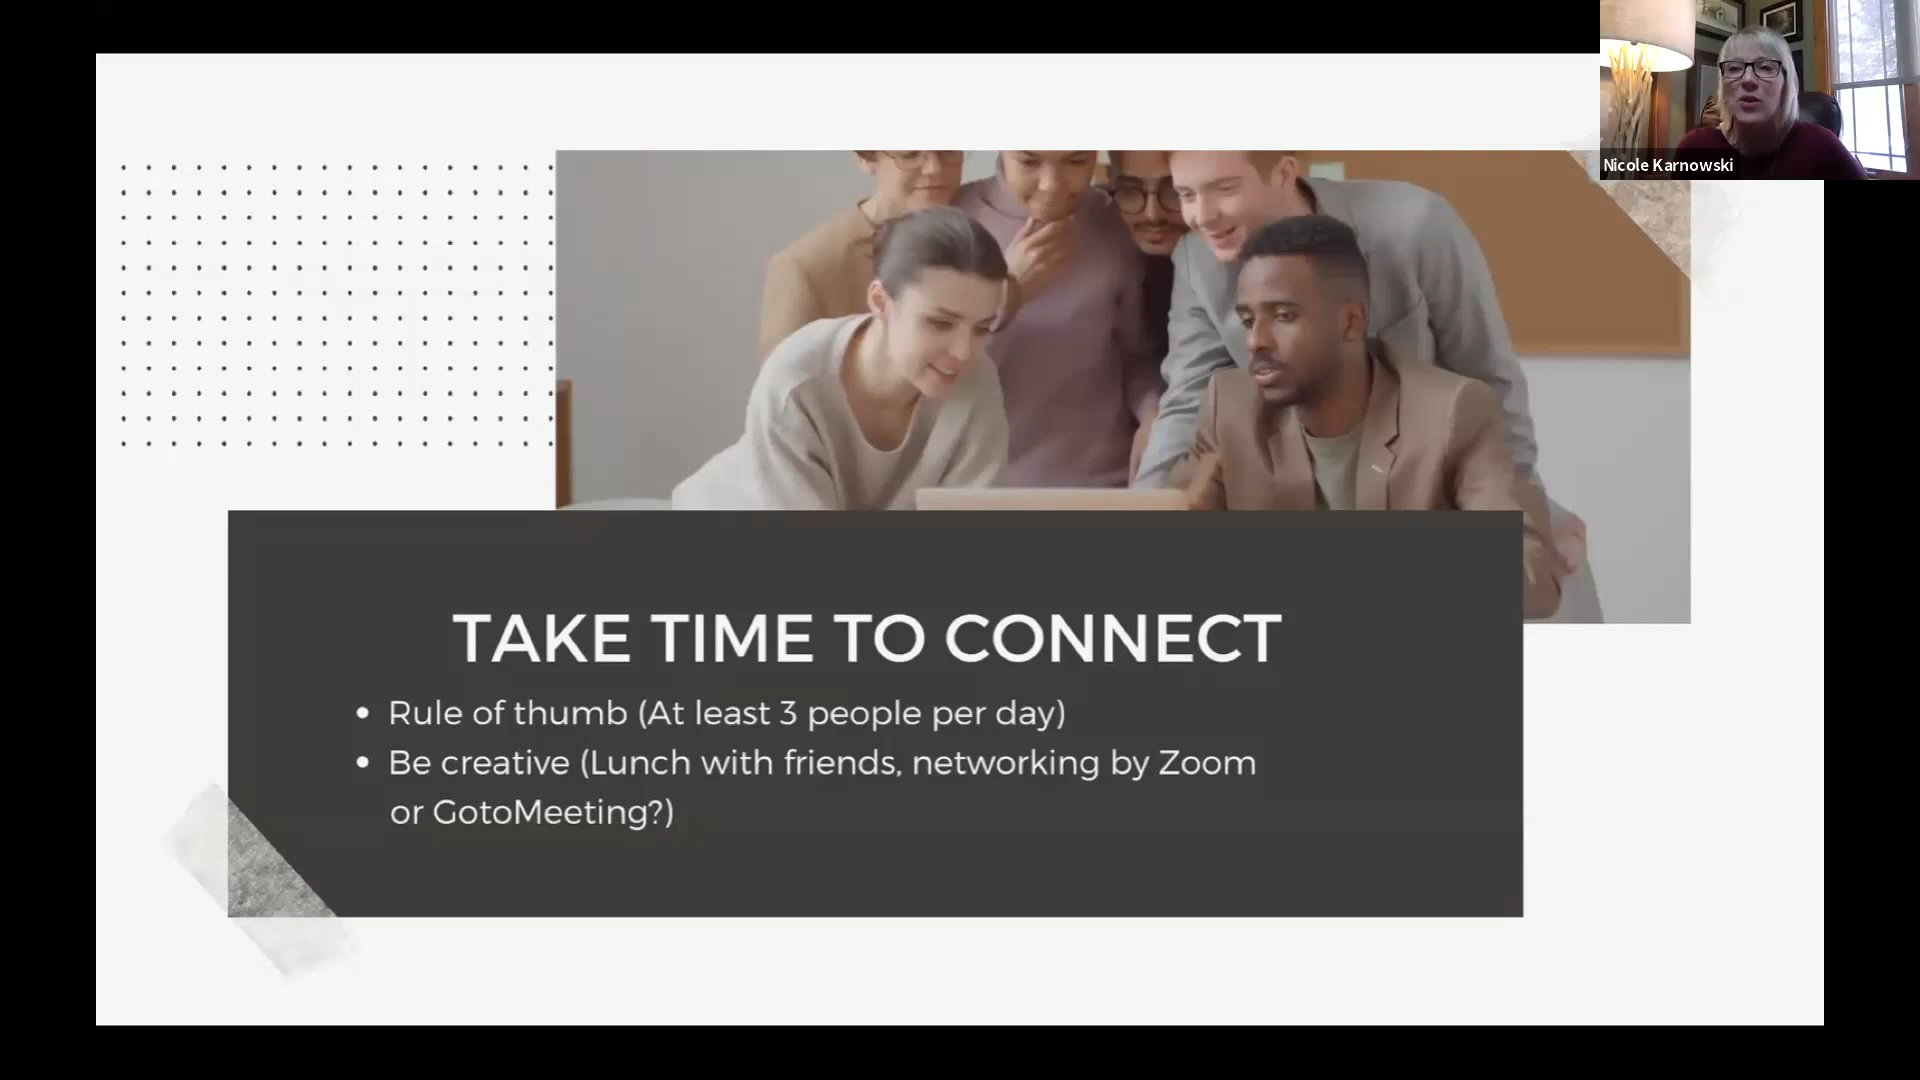 Nicole Karnowski
TAKE TIME TO CONNECT
• Rule of thumb (At least 3 people per day)
• Be creative (Lunch with friends, networking by Zoom
or GotoMeeting?)